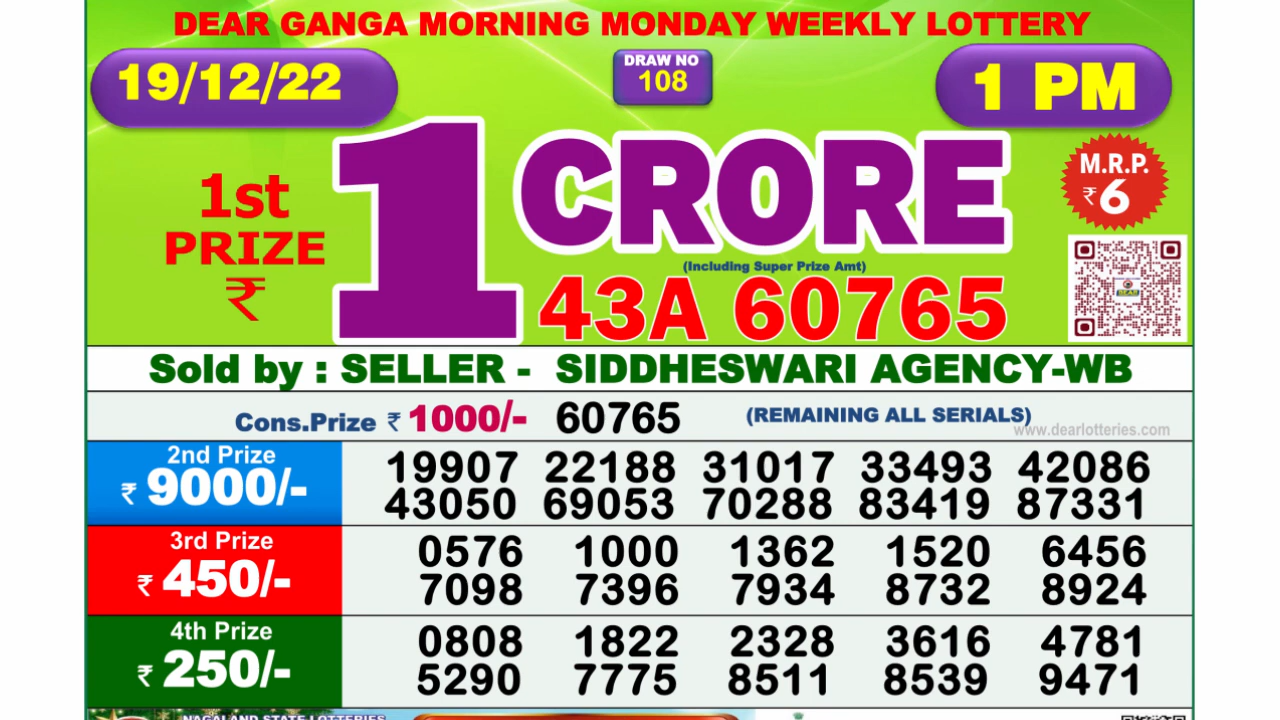 DEAR GANGA MORNING MONDAY WEEKLY LOTTERY
19/12/22
DRAW NO
108
1 PM
1st
PRIZE
₹
1 CRORE
(Including Super Prize Amt)
M.R.P.
₹ 6
43A 60765
Sold by : SELLER - SIDDHESWARI AGENCY-WB
Cons.Prize ₹ 1000/- 60765 (REMAINING ALL SERIALS)
www.dearlotteries.com
2nd Prize
₹ 9000/-
19907 22188 31017 33493 42086
43050 69053 70288 83419 87331
3rd Prize
₹ 450/-
0576 1000 1362 1520 6456
7098 7396 7934 8732 8924
4th Prize
₹ 250/-
0808 1822 2328 3616 4781
5290 7775 8511 8539 9471
NAGALAND STATE LOTTERIES